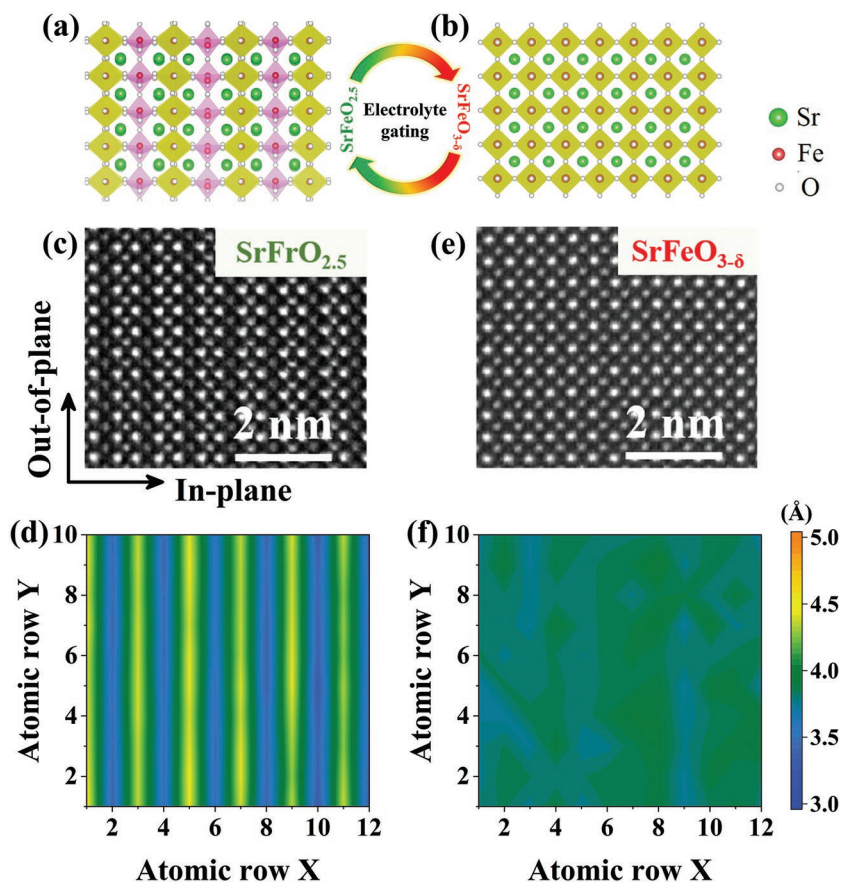 (a)
(b)
SrFeO2.5
Electrolyte
gating
SrFeO3-δ
Sr
Fe
O
(c)
SrFrO2.5
(e)
SrFeO3-δ
Out-of-plane
2 nm
2 nm
In-plane
(d)
(f)
(Å)
10
8
6
4
2
Atomic row Y
2 4 6 8 10 12
Atomic row X
10
8
6
4
2
Atomic row Y
2 4 6 8 10 12
Atomic row X
5.0
4.5
4.0
3.5
3.0